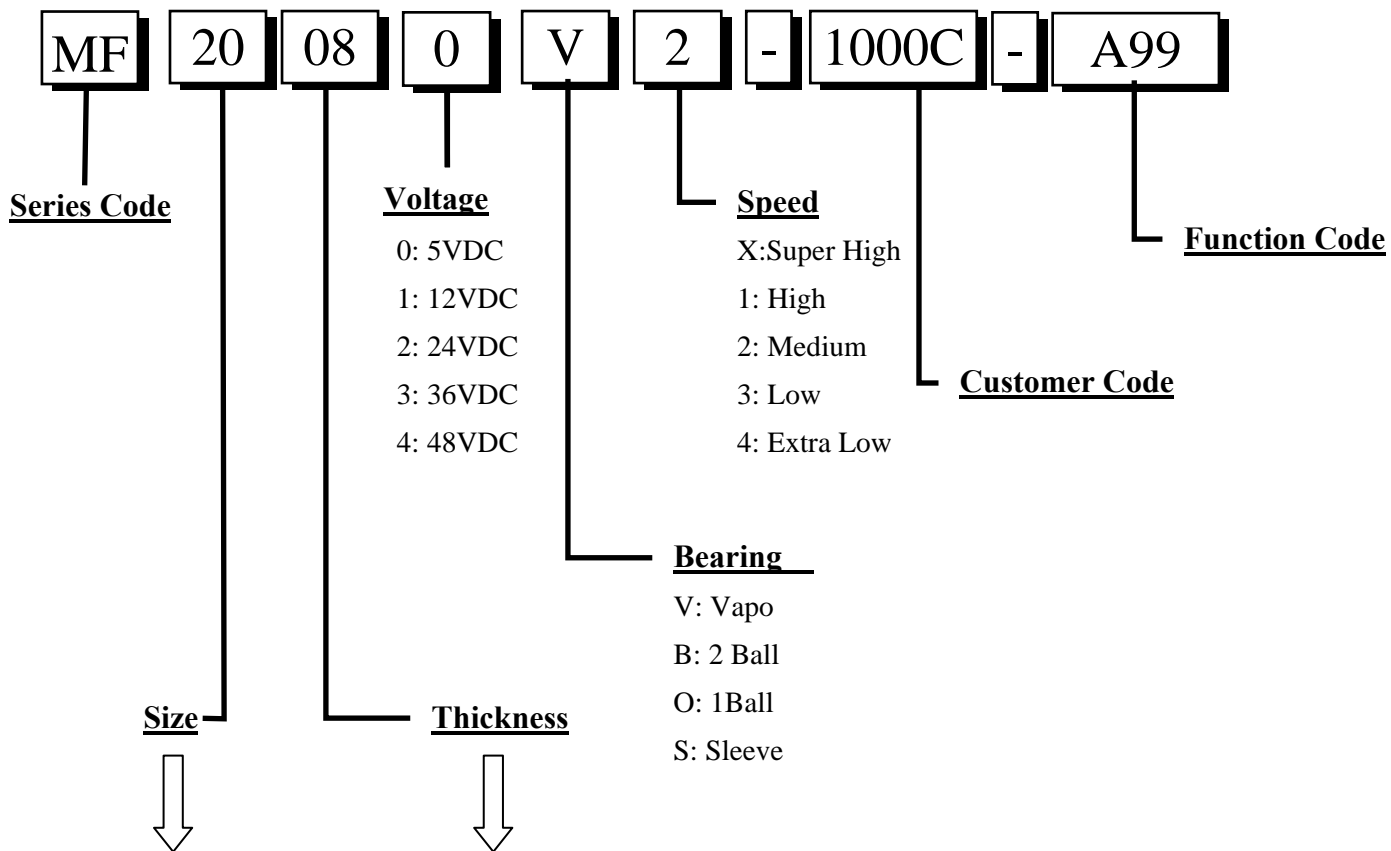 MF 20 08 0 V 2 - 1000C - A99
Series Code
Voltage
0: 5VDC
1: 12VDC
2: 24VDC
3: 36VDC
4: 48VDC
Speed
X:Super High
1: High
2: Medium
3: Low
4: Extra Low
Function Code
Customer Code
Bearing
V: Vapo
B: 2 Ball
O: 1Ball
S: Sleeve
Size
Thickness